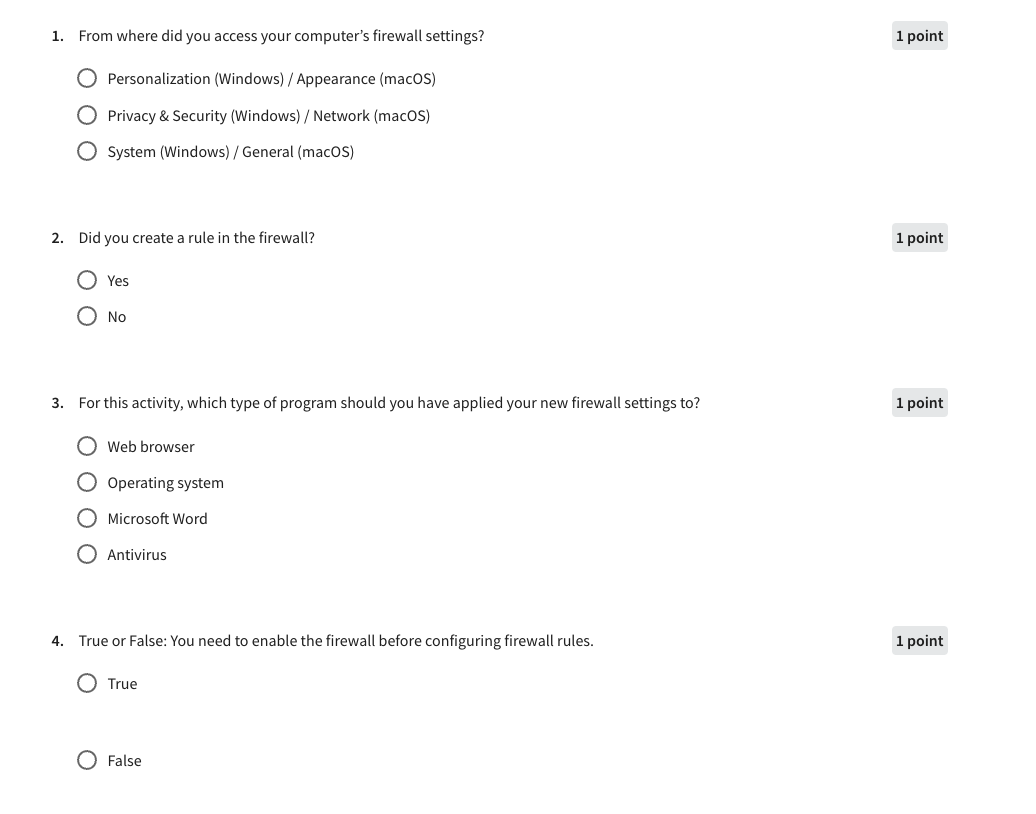 1. From where did you access your computer’s firewall settings? 1 point
Personalization (Windows) / Appearance (macOS)
Privacy & Security (Windows) / Network (macOS)
System (Windows) / General (macOS)
2. Did you create a rule in the firewall? 1 point
Yes
No
3. For this activity, which type of program should you have applied your new firewall settings to? 1 point
Web browser
Operating system
Microsoft Word
Antivirus
4. True or False: You need to enable the firewall before configuring firewall rules. 1 point
True
False